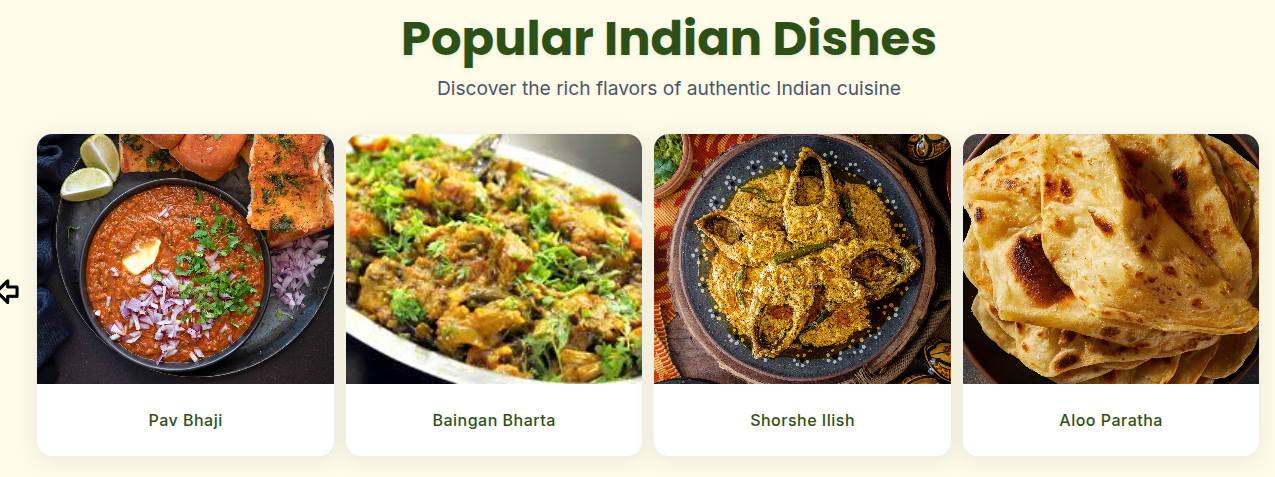 Popular Indian Dishes
Discover the rich flavors of authentic Indian cuisine
Pav Bhaji
Baingan Bharta
Shorshe Ilish
Aloo Paratha